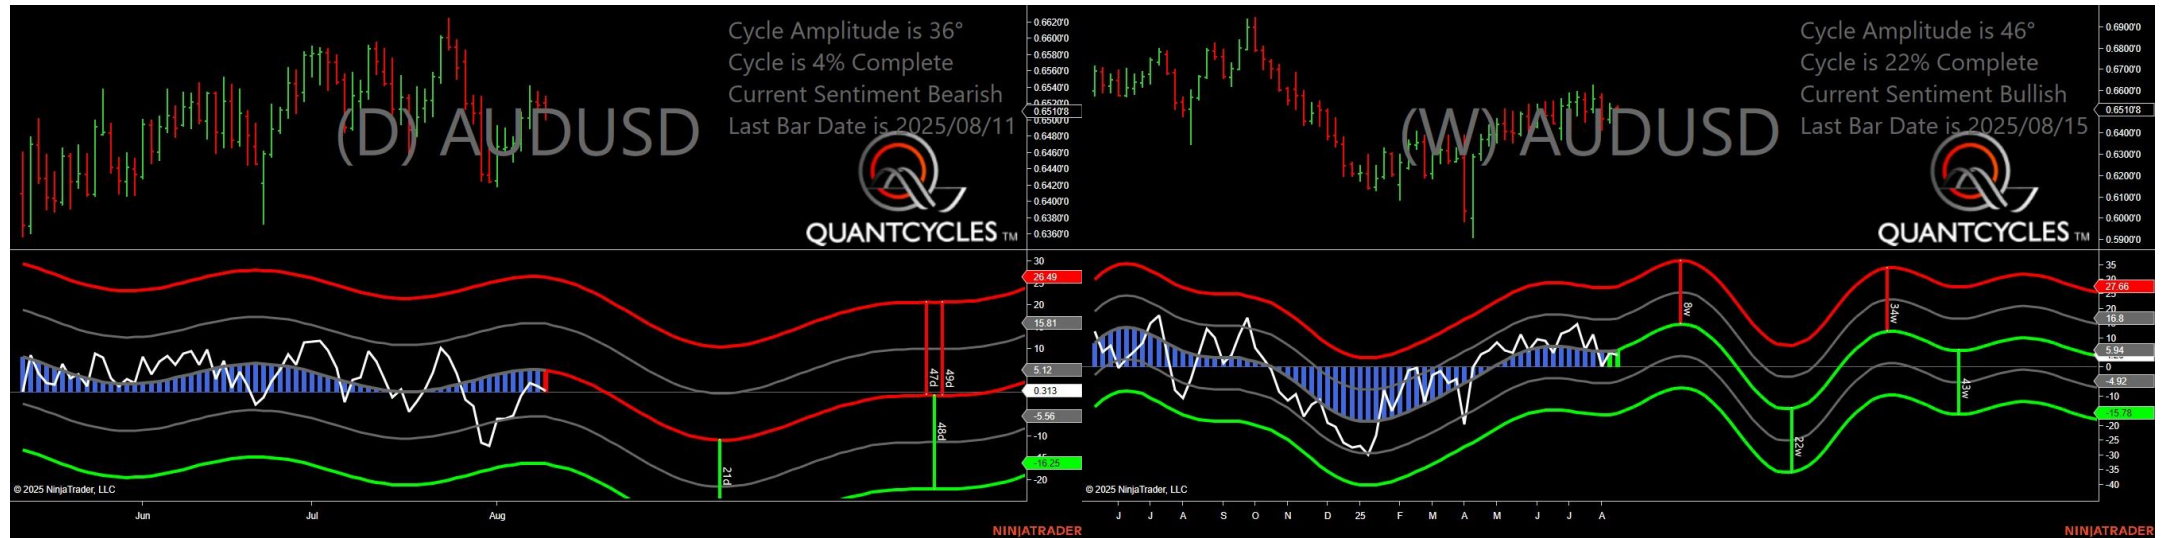 Cycle Amplitude is 36°
Cycle is 4% Complete
Current Sentiment Bearish
Last Bar Date is 2025/08/11
(D) AUDUSD
QUANTCYCLES TM
0.6620'0
0.6600'0
0.6580'0
0.6560'0
0.6540'0
0.6510'8
0.6500'0
0.6480'0
0.6460'0
0.6440'0
0.6420'0
0.6400'0
0.6380'0
0.6360'0
30
26.49
20
15.81
10
5.12
0.313
-5.56
-10
-16.25
-20
21d
47d
49d
48d
© 2025 NinjaTrader, LLC
Jun Jul Aug
NINJATRADER
Cycle Amplitude is 46°
Cycle is 22% Complete
Current Sentiment Bullish
Last Bar Date is 2025/08/15
(W) AUDUSD
QUANTCYCLES TM
0.6900'0
0.6800'0
0.6700'0
0.6600'0
0.6510'8
0.6400'0
0.6300'0
0.6200'0
0.6100'0
0.6000'0
0.5900'0
35
27.66
20
16.8
10
5.94
0
-4.92
-10
-15.78
-20
-25
-30
-35
-40
8w
22w
34w
43w
© 2025 NinjaTrader, LLC
J J A S O N D 25 F M A M J J A
NINJATRADER